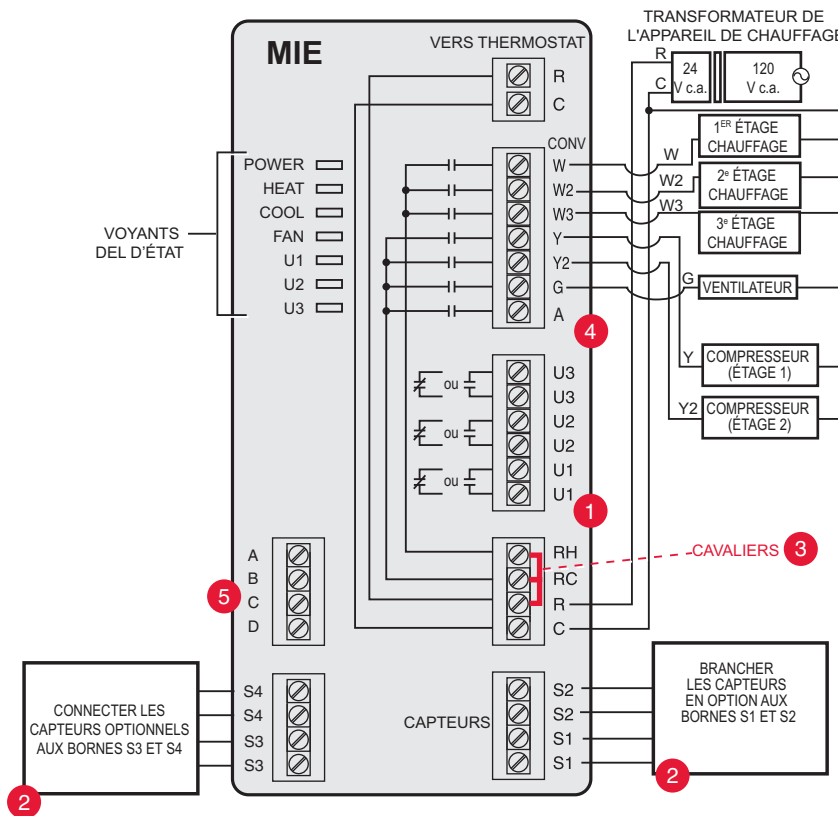 TRANSFORMATEUR DE
L'APPAREIL DE CHAUFFAGE
MIE
VERS THERMOSTAT
R
C
R
C
24
V c.a.
120
V c.a.
CONV
W
W2
W3
Y
Y2
G
A
4
W
W2
W3
G
Y
Y2
1ER ÉTAGE
CHAUFFAGE
2e ÉTAGE
CHAUFFAGE
3e ÉTAGE
CHAUFFAGE
VENTILATEUR
COMPRESSEUR
(ÉTAGE 1)
COMPRESSEUR
(ÉTAGE 2)
VOYANTS
DEL D'ÉTAT
POWER
HEAT
COOL
FAN
U1
U2
U3
ou
ou
ou
U3
U3
U2
U2
U1
U1
1
RH
RC
R
C
CAVALIERS
3
A
B
C
D
5
S4
S4
S3
S3
CONNECTER LES
CAPTEURS OPTIONNELS
AUX BORNES S3 ET S4
2
CAPTEURS
S2
S2
S1
S1
BRANCHER
LES CAPTEURS
EN OPTION AUX
BORNES S1 ET S2
2